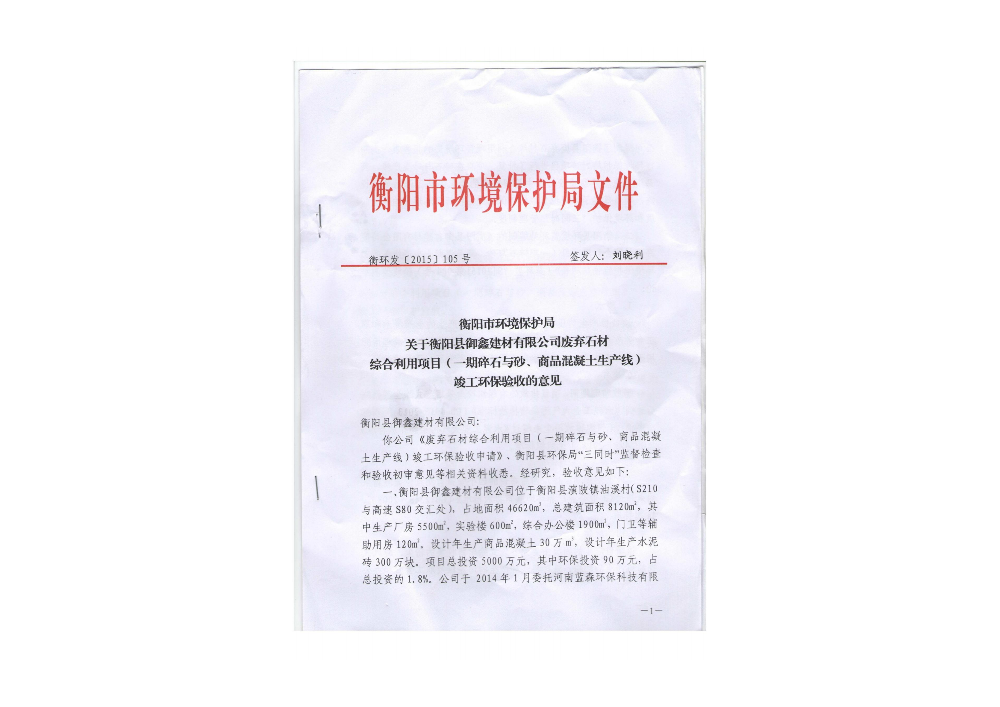 衡阳市环境保护局文件
衡环发〔2015〕105 号 签发人：刘晓利
衡阳市环境保护局
关于衡阳县御鑫建材有限公司废弃石材
综合利用项目（一期碎石与砂、商品混凝土生产线）
竣工环保验收的意见
衡阳县御鑫建材有限公司：
你公司《废弃石材综合利用项目（一期碎石与砂、商品混凝
土生产线）竣工环保验收申请》、衡阳县环保局“三同时”监督检查
和验收初审意见等相关资料收悉。经研究，验收意见如下：
一、衡阳县御鑫建材有限公司位于衡阳县演陂镇油溪村（S210
与高速 S80 交汇处），占地面积 46620m²，总建筑面积 8120m²，其
中生产厂房 5500m²，实验楼 600m²，综合办公楼 1900m²，门卫等辅
助用房 120m²。设计年生产商品混凝土 30 万 m³，设计年生产水泥
砖 300 万块。项目总投资 5000 万元，其中环保投资 90 万元，占
总投资的 1.8%。公司于 2014 年 1 月委托河南蓝森环保科技有限
—1—